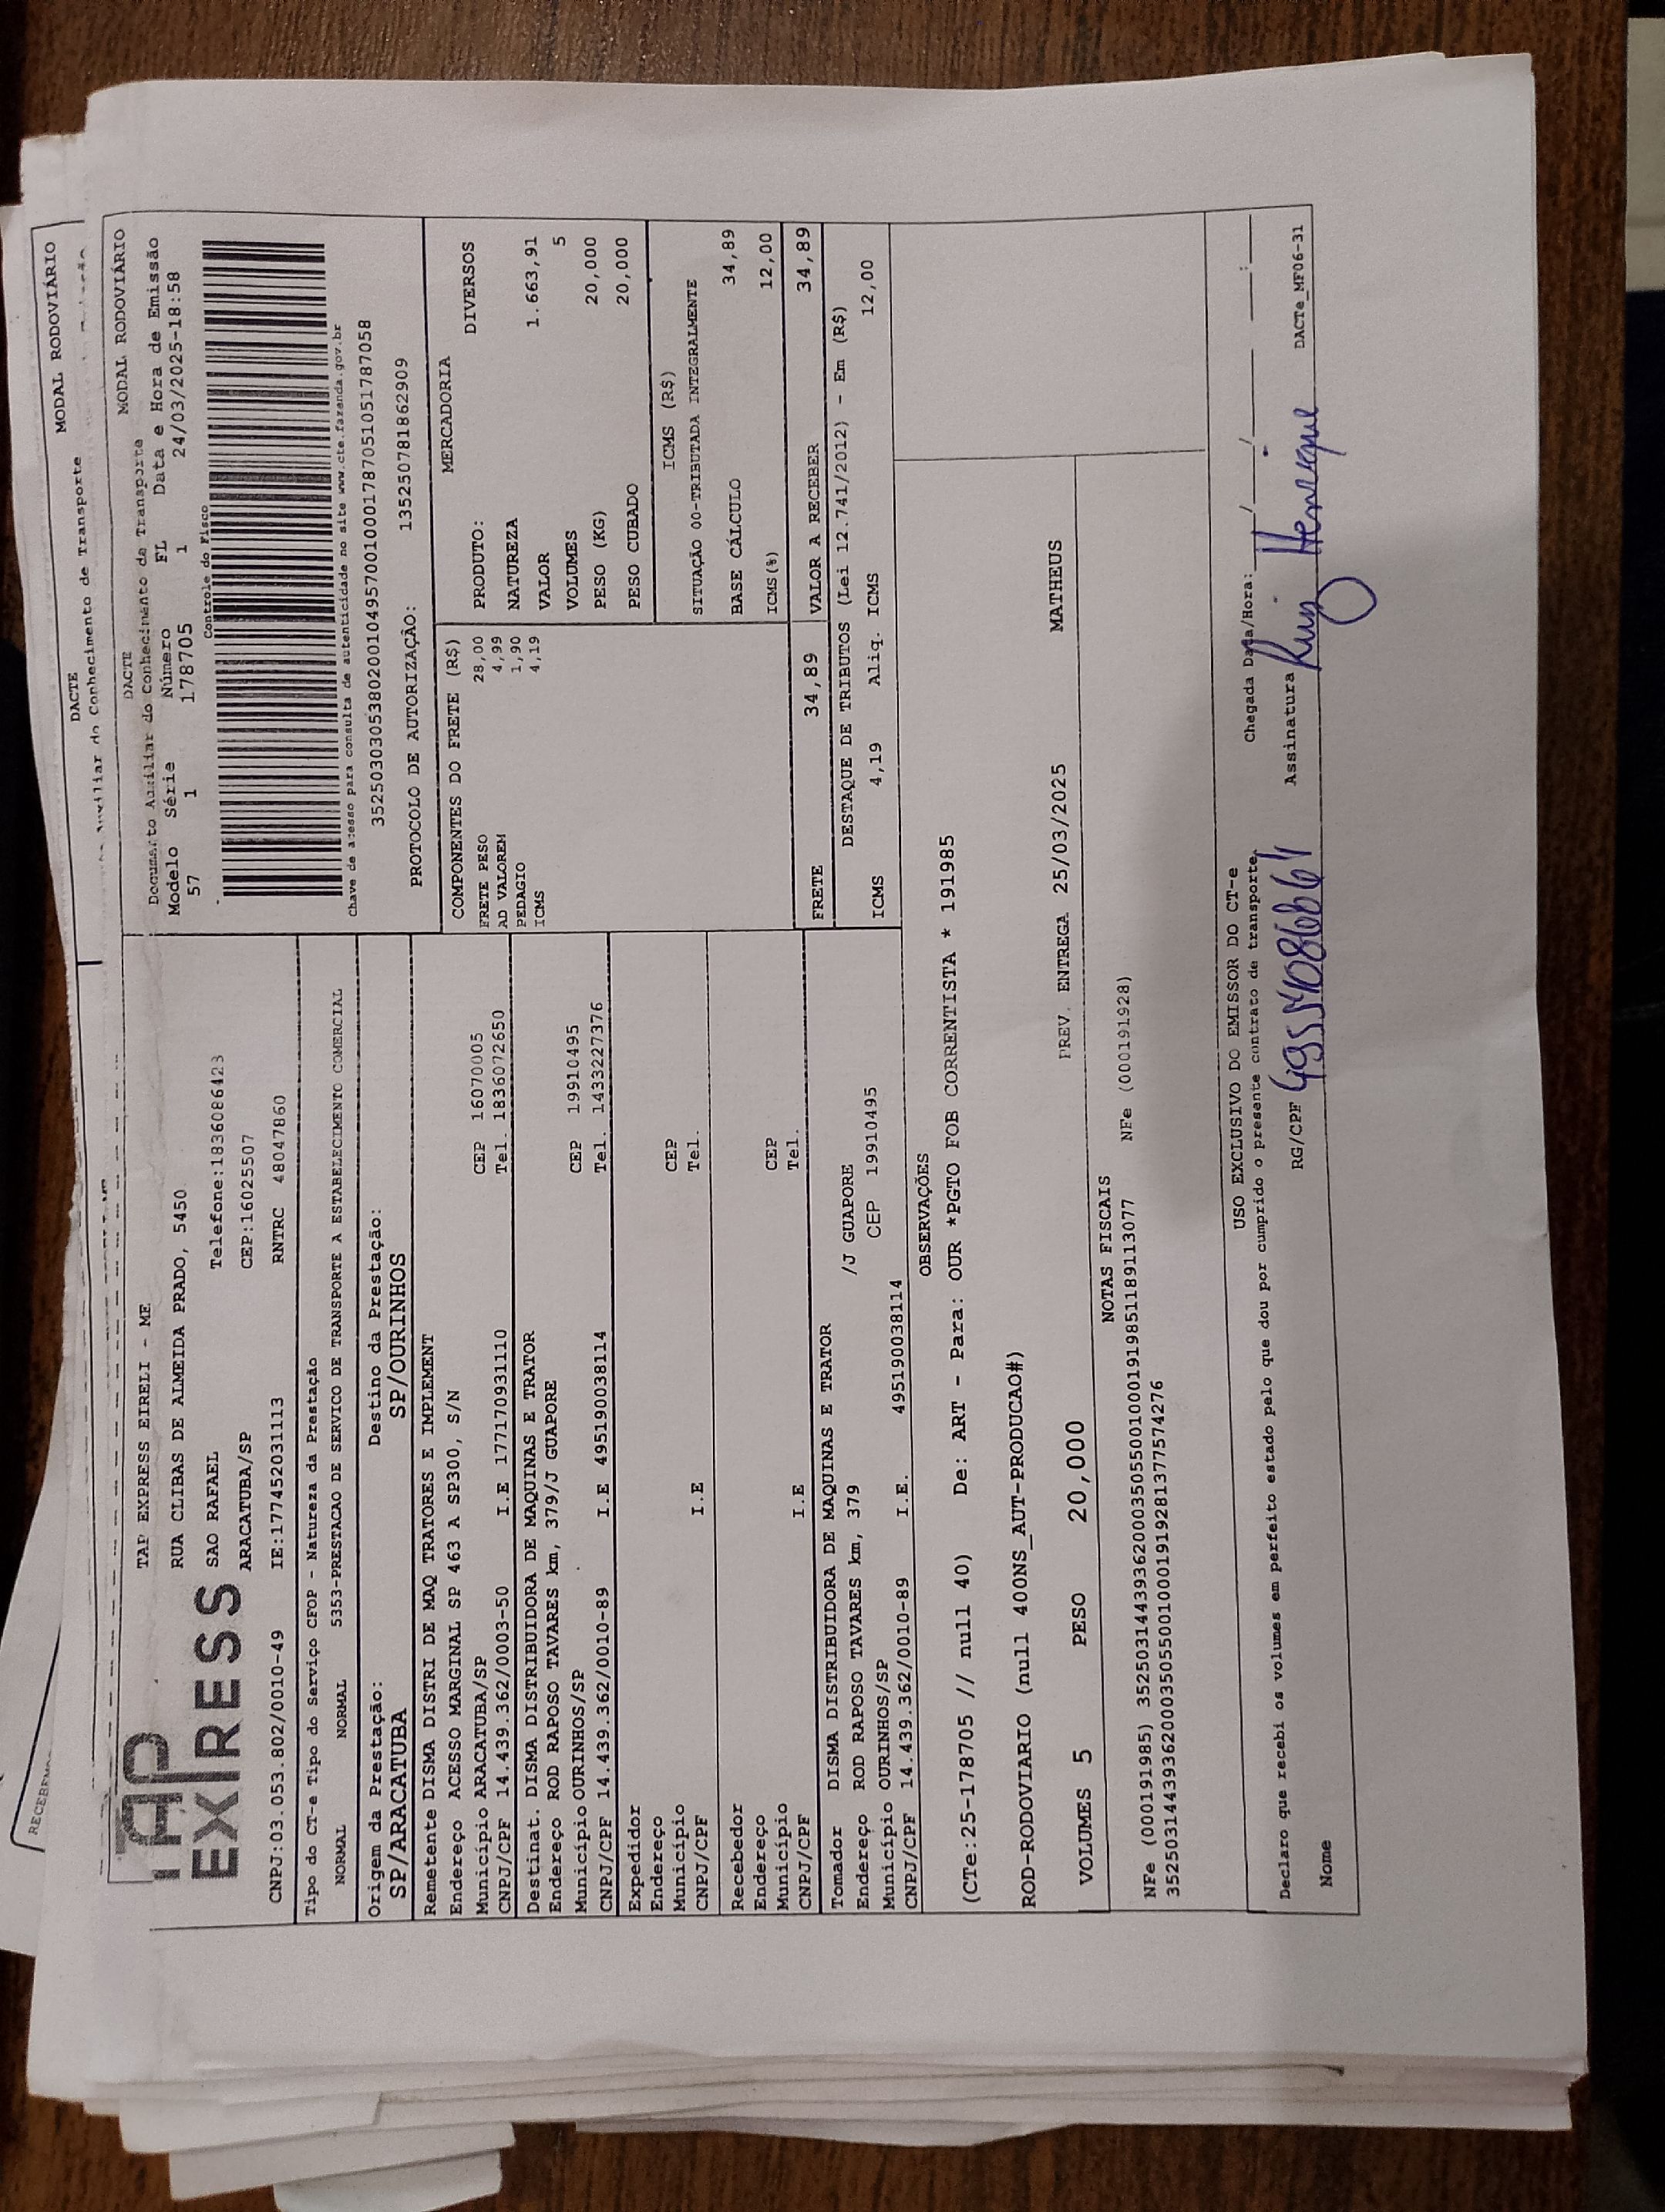 RECEBEM
DACTE
MODAL RODOVIÁRIO
Auxiliar do Conhecimento de Transporte
TAP
EXPRESS
TAP EXPRESS EIRELI - ME
RUA CLIBAS DE ALMEIDA PRADO, 5450
SAO RAFAEL Telefone:1836086423
ARACATUBA/SP CEP:16025507
CNPJ:03.053.802/0010-49 IE:177452031113 RNTRC 48047860
DACTE MODAL RODOVIÁRIO
Documento Auxiliar do Conhecimento de Transporte
Modelo Série Número FL Data e Hora de Emissão
57 1 178705 1 24/03/2025-18:58
Controle do Fisco
Chave de acesso para consulta de autenticidade no site www.cte.fazenda.gov.br
35250303053802001049570010001787051051787058
PROTOCOLO DE AUTORIZAÇÃO: 135250781862909
Tipo do CT-e Tipo do Serviço CFOP - Natureza da Prestação
NORMAL NORMAL 5353-PRESTACAO DE SERVICO DE TRANSPORTE A ESTABELECIMENTO COMERCIAL
Origem da Prestação: Destino da Prestação:
SP/ARACATUBA SP/OURINHOS
Remetente DISMA DISTRI DE MAQ TRATORES E IMPLEMENT
Endereço ACESSO MARGINAL SP 463 A SP300, S/N
Município ARACATUBA/SP CEP 16070005
CNPJ/CPF 14.439.362/0003-50 I.E 177170931110 Tel. 1836072650
Destinat. DISMA DISTRIBUIDORA DE MAQUINAS E TRATOR
Endereço ROD RAPOSO TAVARES km, 379/J GUAPORE
Município OURINHOS/SP CEP 19910495
CNPJ/CPF 14.439.362/0010-89 I.E 495190038114 Tel. 1433227376
Expedidor
Endereço
Município CEP
CNPJ/CPF I.E Tel.
Recebedor
Endereço
Município CEP
CNPJ/CPF I.E Tel.
Tomador DISMA DISTRIBUIDORA DE MAQUINAS E TRATOR
Endereço ROD RAPOSO TAVARES km, 379 /J GUAPORE
Município OURINHOS/SP CEP 19910495
CNPJ/CPF 14.439.362/0010-89 I.E. 495190038114
COMPONENTES DO FRETE (R$)
FRETE PESO 28,00
AD VALOREM 4,99
PEDAGIO 1,90
ICMS 4,19
MERCADORIA
PRODUTO: DIVERSOS
NATUREZA
VALOR 1.663,91
VOLUMES 5
PESO (KG) 20,000
PESO CUBADO 20,000
ICMS (R$)
SITUAÇÃO 00-TRIBUTADA INTEGRALMENTE
BASE CÁLCULO 34,89
ICMS(%) 12,00
FRETE 34,89 VALOR A RECEBER 34,89
DESTAQUE DE TRIBUTOS (Lei 12.741/2012) - Em (R$)
ICMS 4,19 Aliq. ICMS 12,00
OBSERVAÇÕES
(CTe:25-178705 // null 40) De: ART - Para: OUR *PGTO FOB CORRENTISTA * 191985
ROD-RODOVIARIO (null 400NS_AUT-PRODUCAO#)
VOLUMES 5 PESO 20,000 PREV. ENTREGA 25/03/2025 MATHEUS
NOTAS FISCAIS
NFe (000191985) 35250314439362000350550010001919851189113077 NFe (000191928)
35250314439362000350550010001919281377574276
USO EXCLUSIVO DO EMISSOR DO CT-e
Declaro que recebi os volumes em perfeito estado pelo que dou por cumprido o presente contrato de transporte.
Chegada Data/Hora: / / :
Nome RG/CPF Assinatura Ruy Henrique
DACTe_MF06-31